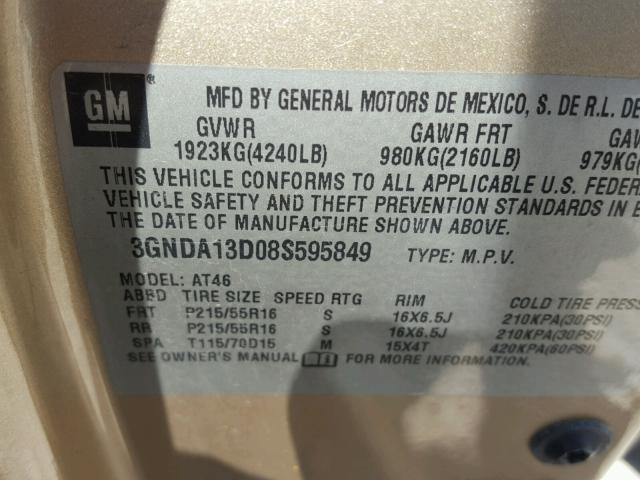 GM ®
MFD BY GENERAL MOTORS DE MEXICO, S. DE R.L. DE
GVWR GAWR FRT
1923KG(4240LB) 980KG(2160LB) 979KG(
THIS VEHICLE CONFORMS TO ALL APPLICABLE U.S.
VEHICLE SAFETY AND THEFT PREVENTION STANDARDS IN
THE DATE OF MANUFACTURE SHOWN ABOVE.
3GNDA13D08S595849 TYPE: M.P.V.
MODEL: AT46
ABBD TIRE SIZE SPEED RTG RIM COLD TIRE
FRT P215/55R16 S 16X6.5J 210KPA(30PSI)
RR P215/55R16 S 16X6.5J 210KPA(30PSI)
SPA T115/70D15 M 15X4T 420KPA(60PSI)
SEE OWNER'S MANUAL FOR MORE INFORMATION.